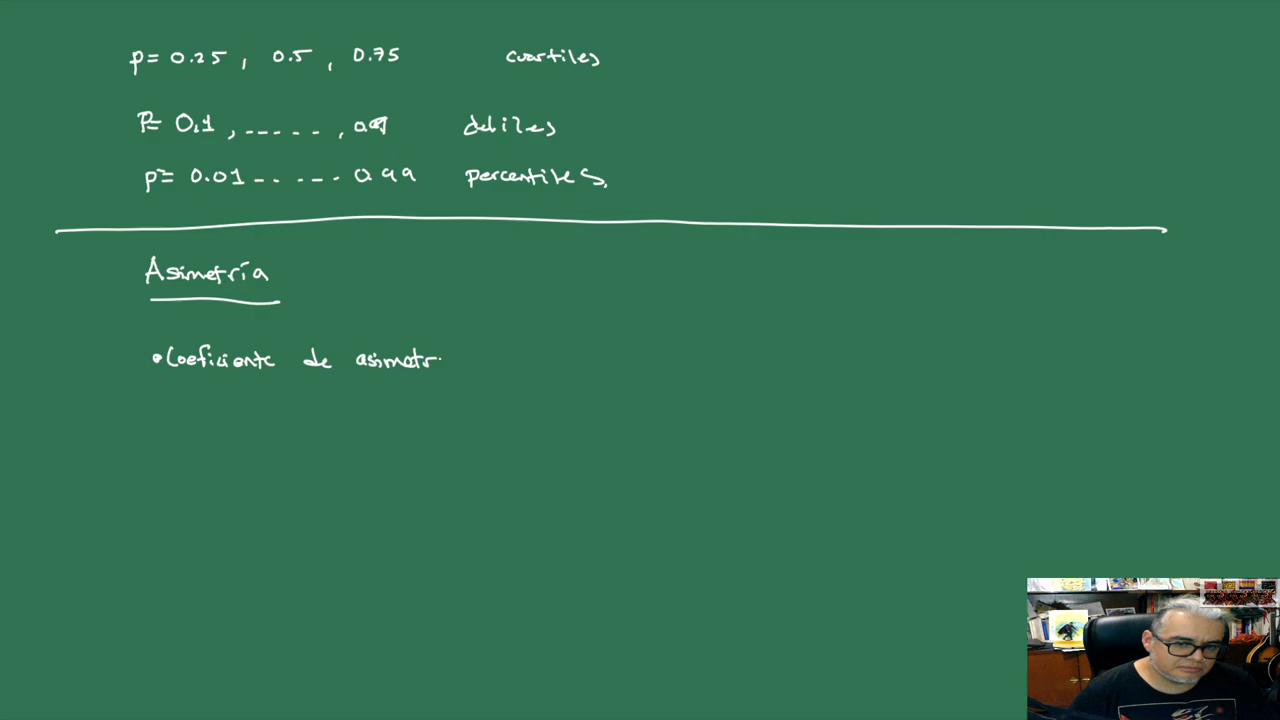 p= 0.25 , 0.5 , 0.75 cuartiles
P= 0.1 , ----- , 0.9 deciles
p= 0.01 -- ---- 0.99 percentiles,
Asimetría
• Coeficiente de asimetr